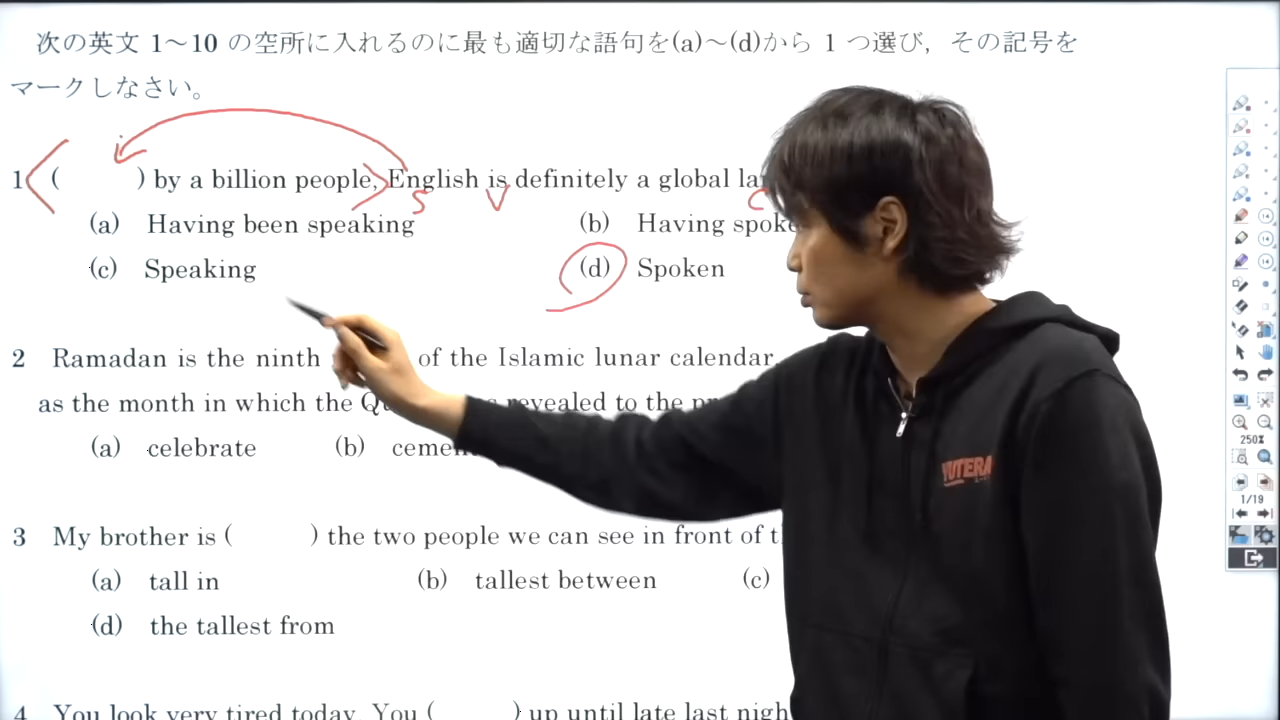 次の英文 1～10 の空所に入れるのに最も適切な語句を(a)～(d)から 1 つ選び，その記号を
マークしなさい。
1 ( ) by a billion people, English is definitely a global
S V C
(a) Having been speaking (b) Having
(c) Speaking (d) Spoken
2 Ramadan is the ninth of the Islamic lunar calendar
as the month in which the revealed to the
(a) celebrate (b)
3 My brother is ( ) the two people we can see in front of
(a) tall in (b) tallest between (c)
(d) the tallest from
4 You look very tired today. You ( ) up until late last
YUTERA
250%
1/19